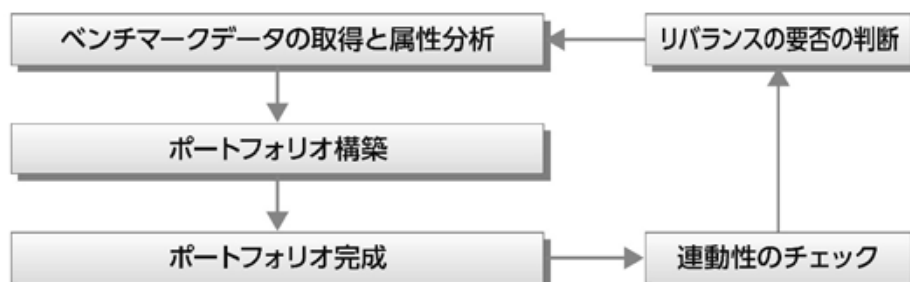 ベンチマークデータの取得と属性分析
リバランスの要否の判断
ポートフォリオ構築
ポートフォリオ完成
連動性のチェック